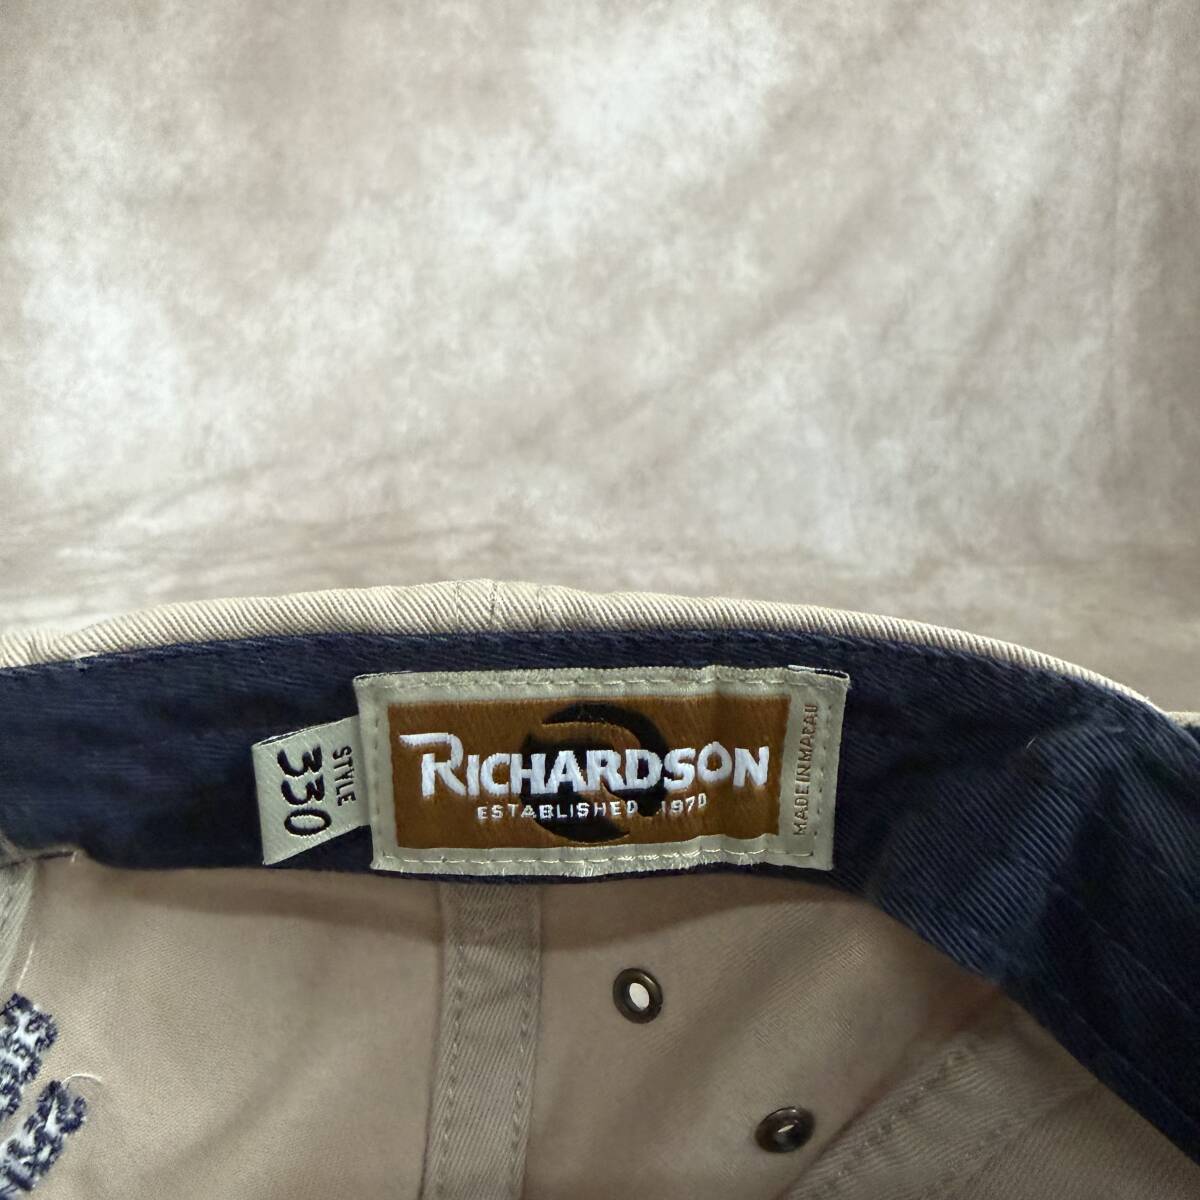 STYLE
330
RICHARDSON
ESTABLISHED 1970
MADE IN MACAU